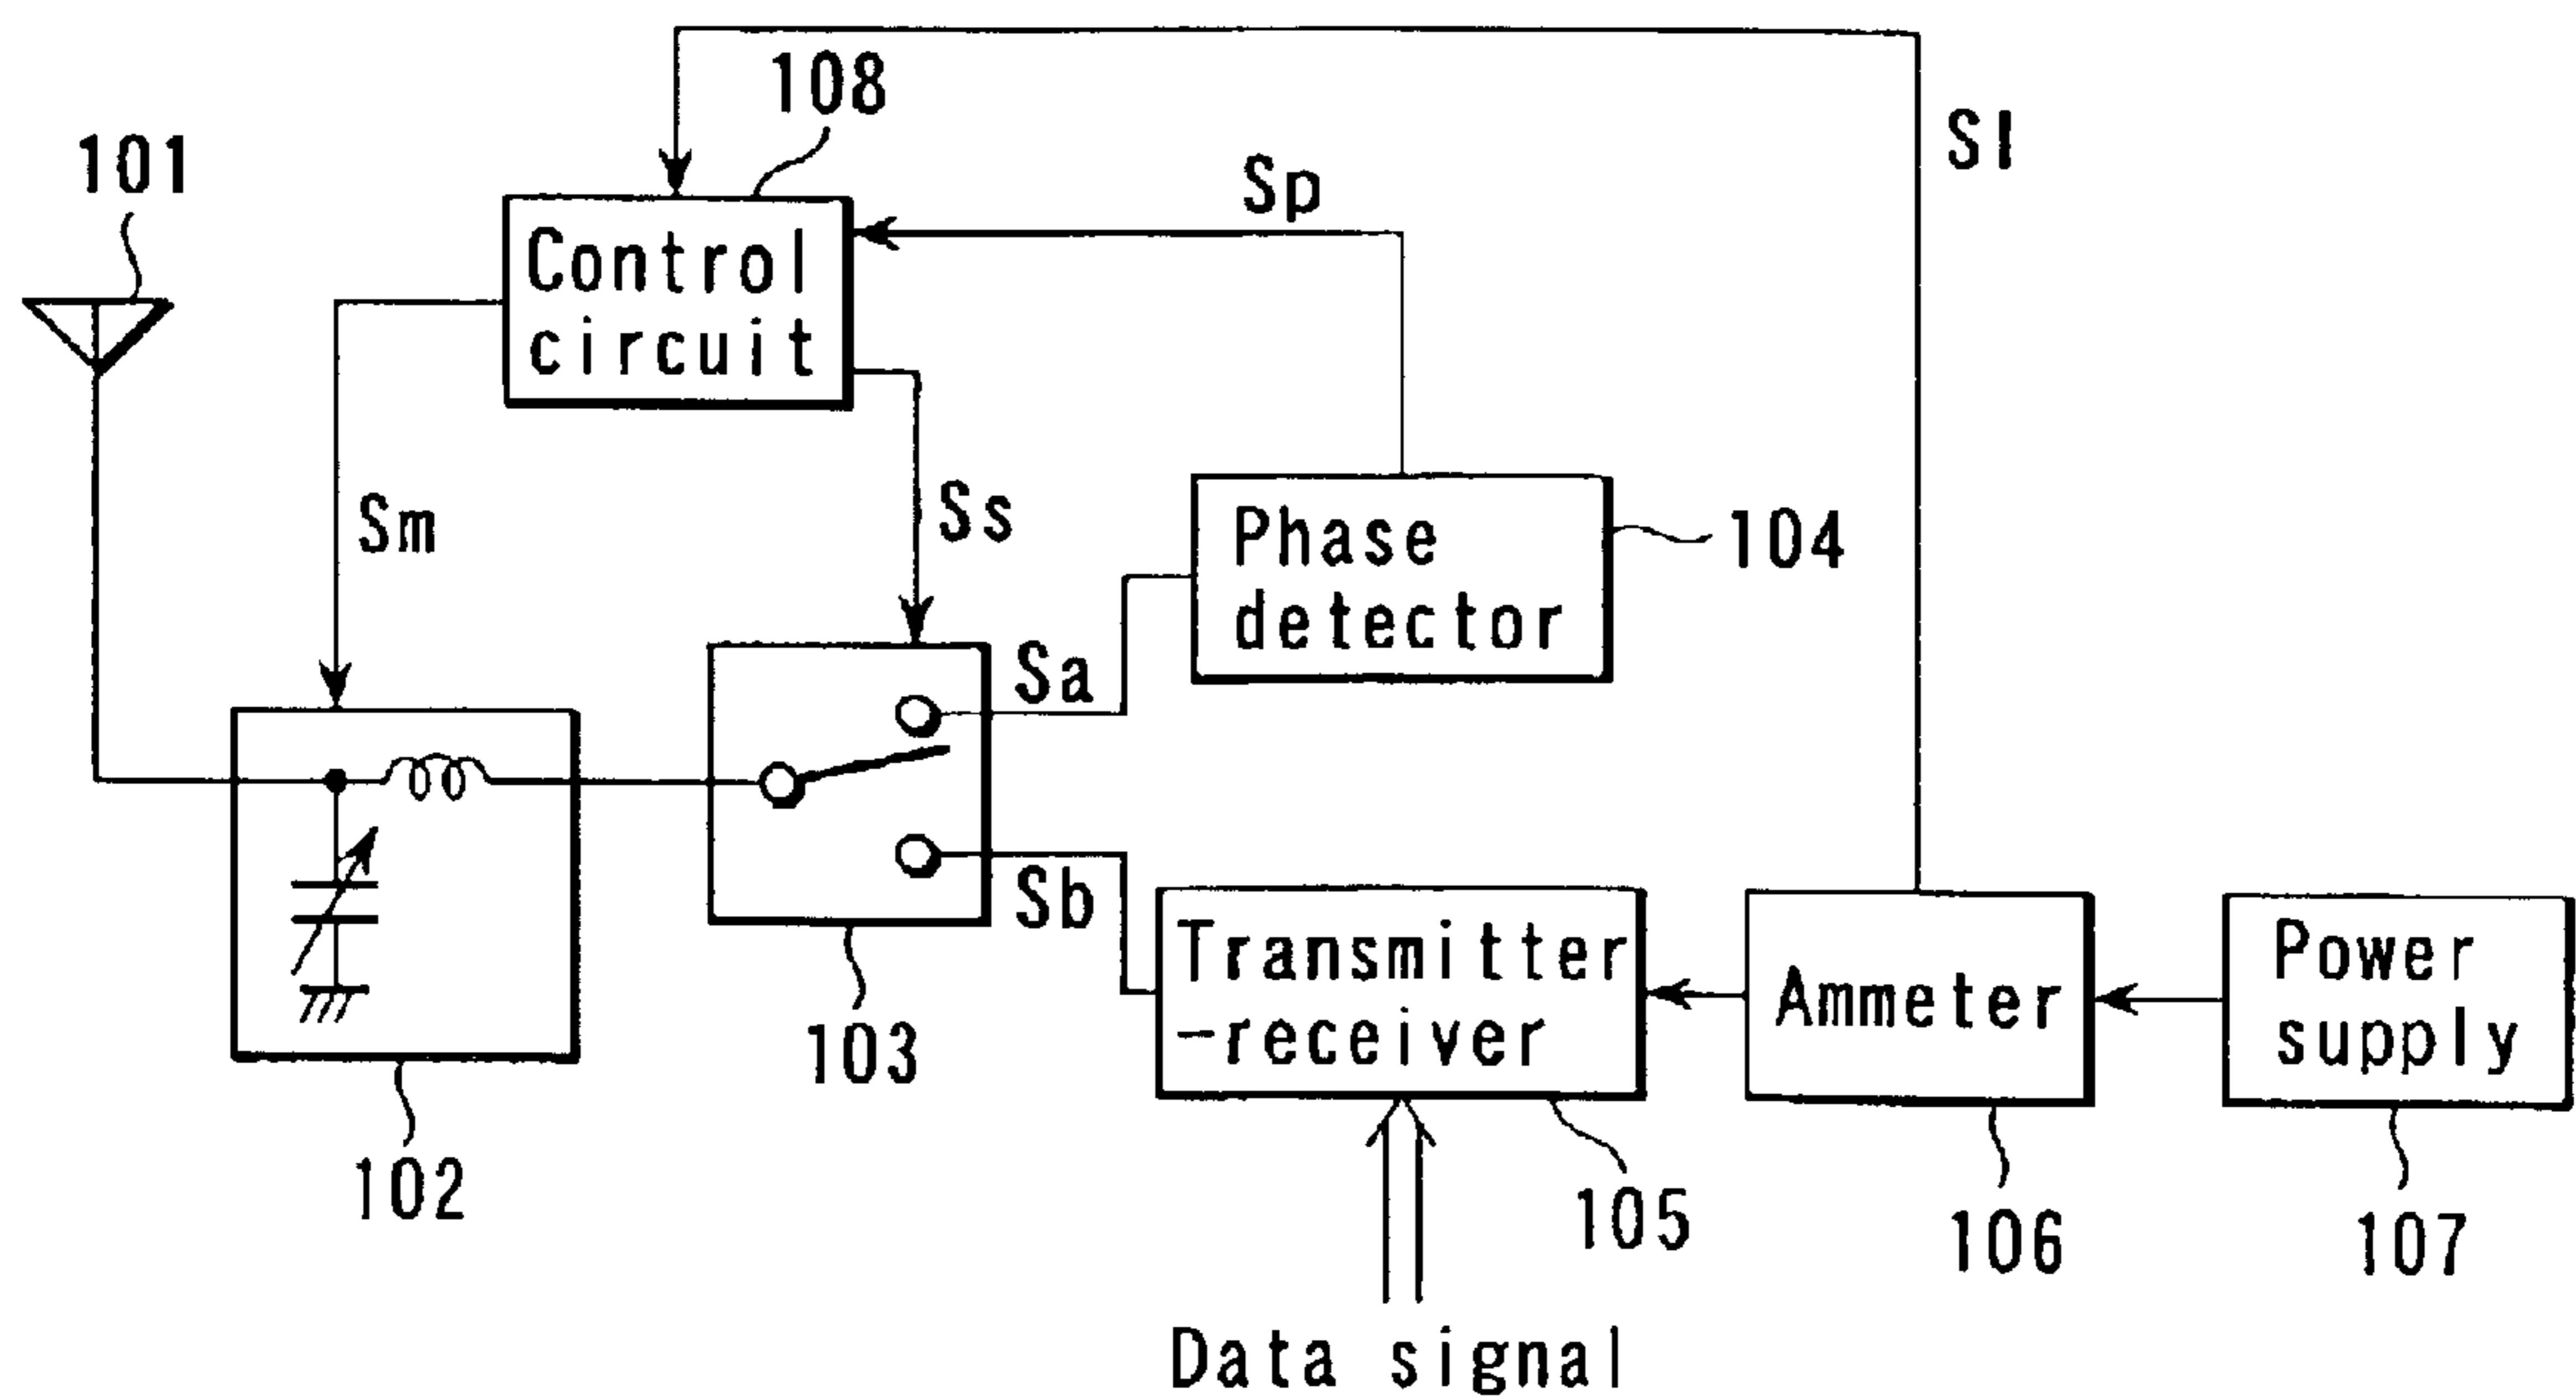 108
SI
101
Sp
Control
circuit
Sm
Ss
Phase
detector
104
Sa
Sb
Transmitter
-receiver
Ammeter
Power
supply
103
102
105
106
107
Data signal